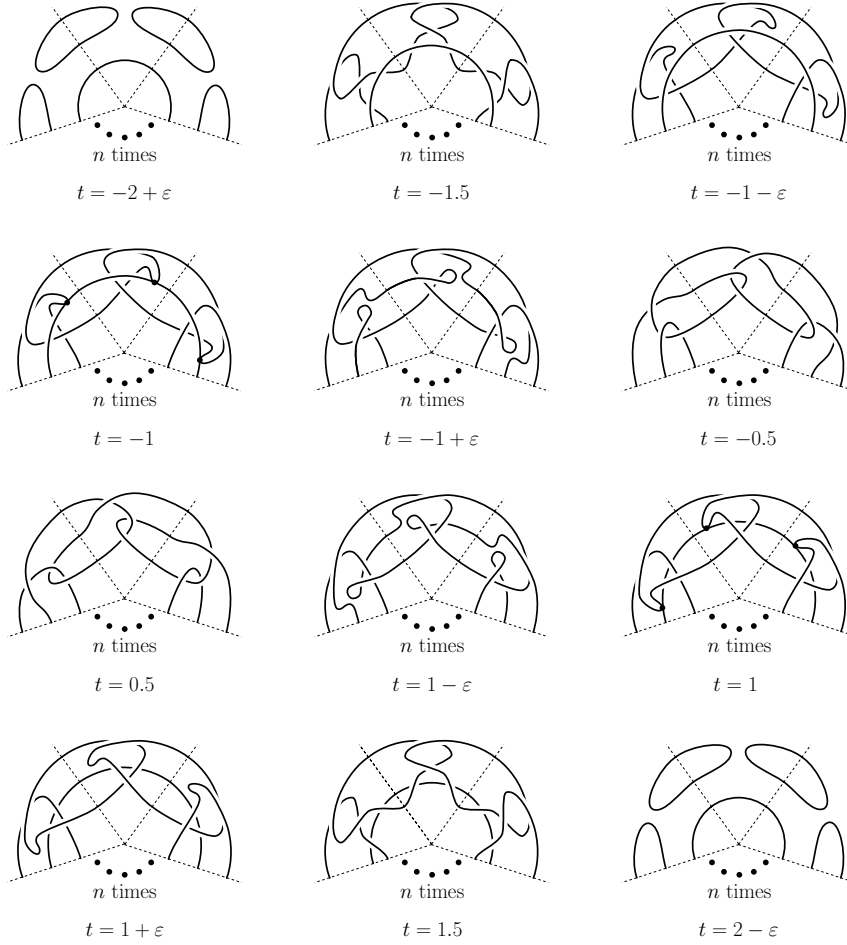 n times n times n times
t = −2 + ε t = −1.5 t = −1 − ε
n times n times n times
t = −1 t = −1 + ε t = −0.5
n times n times n times
t = 0.5 t = 1 − ε t = 1
n times n times n times
t = 1 + ε t = 1.5 t = 2 − ε